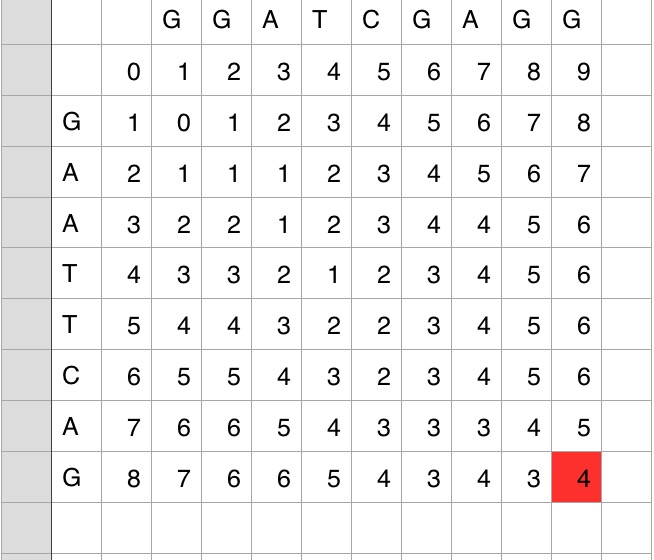 G G A T C G A G G
0 1 2 3 4 5 6 7 8 9
G 1 0 1 2 3 4 5 6 7 8
A 2 1 1 1 2 3 4 5 6 7
A 3 2 2 1 2 3 4 4 5 6
T 4 3 3 2 1 2 3 4 5 6
T 5 4 4 3 2 2 3 4 5 6
C 6 5 5 4 3 2 3 4 5 6
A 7 6 6 5 4 3 3 3 4 5
G 8 7 6 6 5 4 3 4 3 4